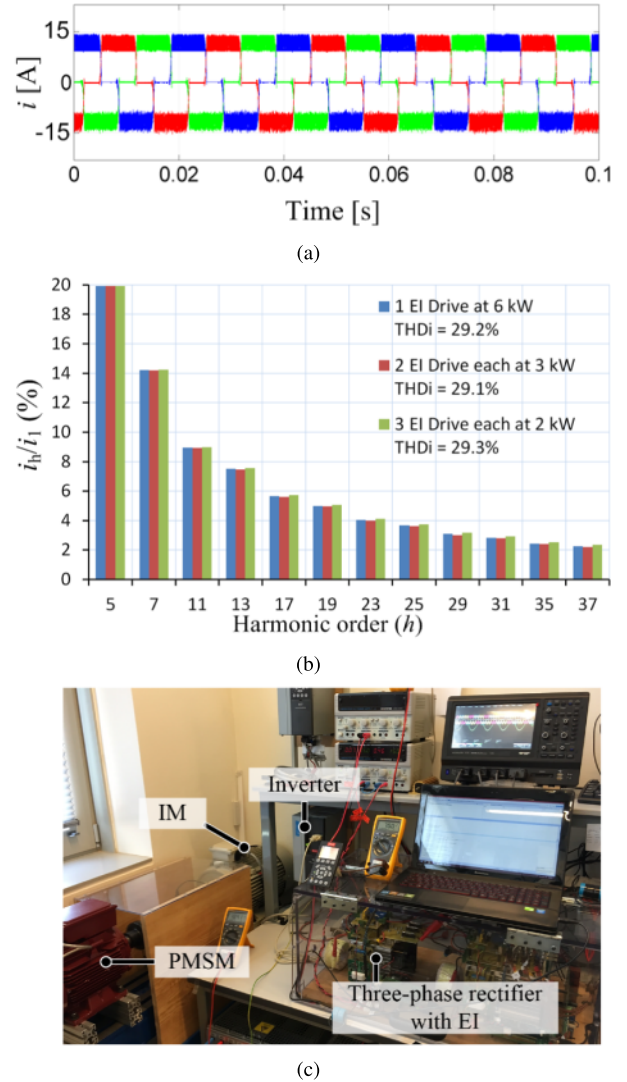 15
0
-15
i [A]
0
0.02
0.04
0.06
0.08
0.1
Time [s]
(a)
20
18
16
14
12
10
8
6
4
2
0
i_h/i_1 (%)
1 EI Drive at 6 kW
THDi = 29.2%
2 EI Drive each at 3 kW
THDi = 29.1%
3 EI Drive each at 2 kW
THDi = 29.3%
5 7 11 13 17 19 23 25 29 31 35 37
Harmonic order (h)
(b)
Inverter
IM
PMSM
Three-phase rectifier
with EI
(c)